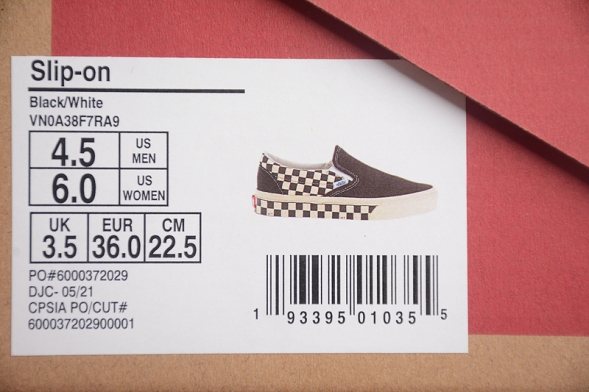 Slip-on
Black/White
VN0A38F7RA9
4.5 US MEN
6.0 US WOMEN
UK EUR CM
3.5 36.0 22.5
PO#6000372029
DJC- 05/21
CPSIA PO/CUT#
600037202900001
1 93395 01035 5